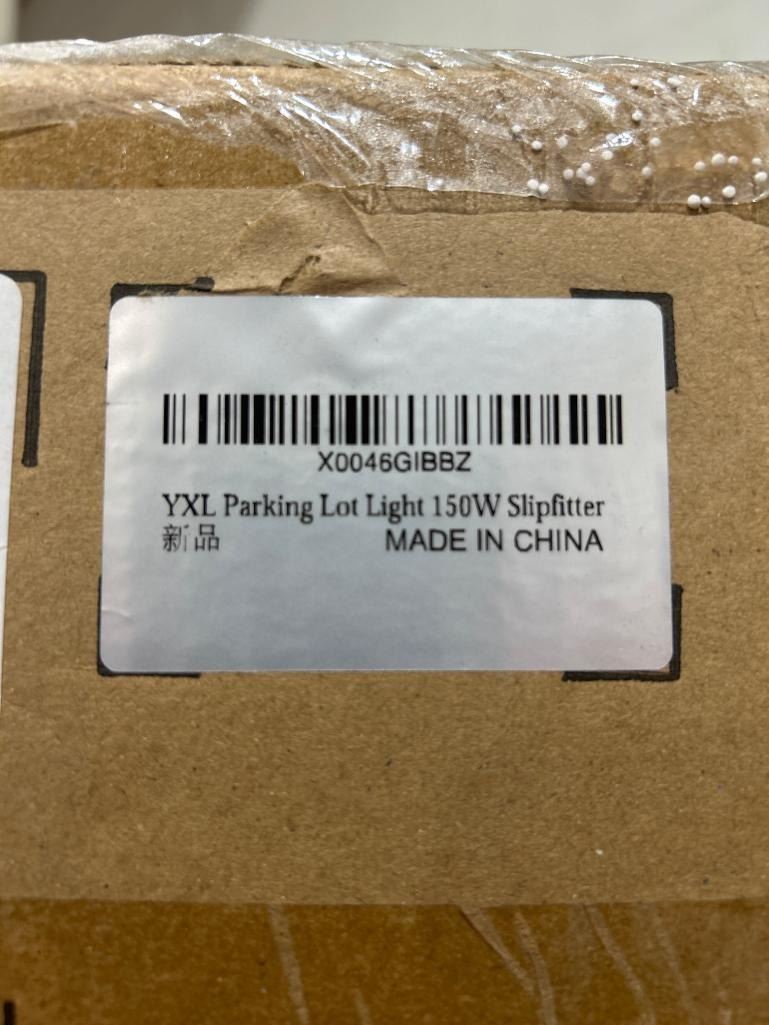 X0046GIBBZ
YXL Parking Lot Light 150W Slipfitter
新品 MADE IN CHINA